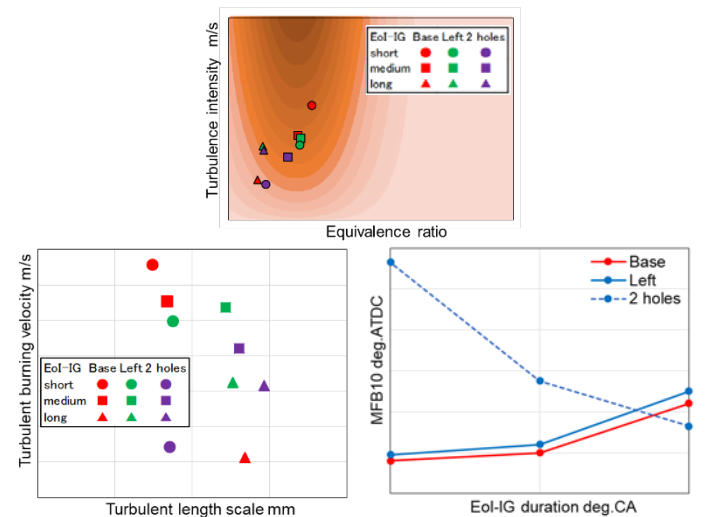 Turbulence intensity m/s
EoI-IG Base Left 2 holes
short
medium
long
Equivalence ratio
Turbulent burning velocity m/s
EoI-IG Base Left 2 holes
short
medium
long
Turbulent length scale mm
MFB10 deg.ATDC
Base
Left
2 holes
EoI-IG duration deg.CA